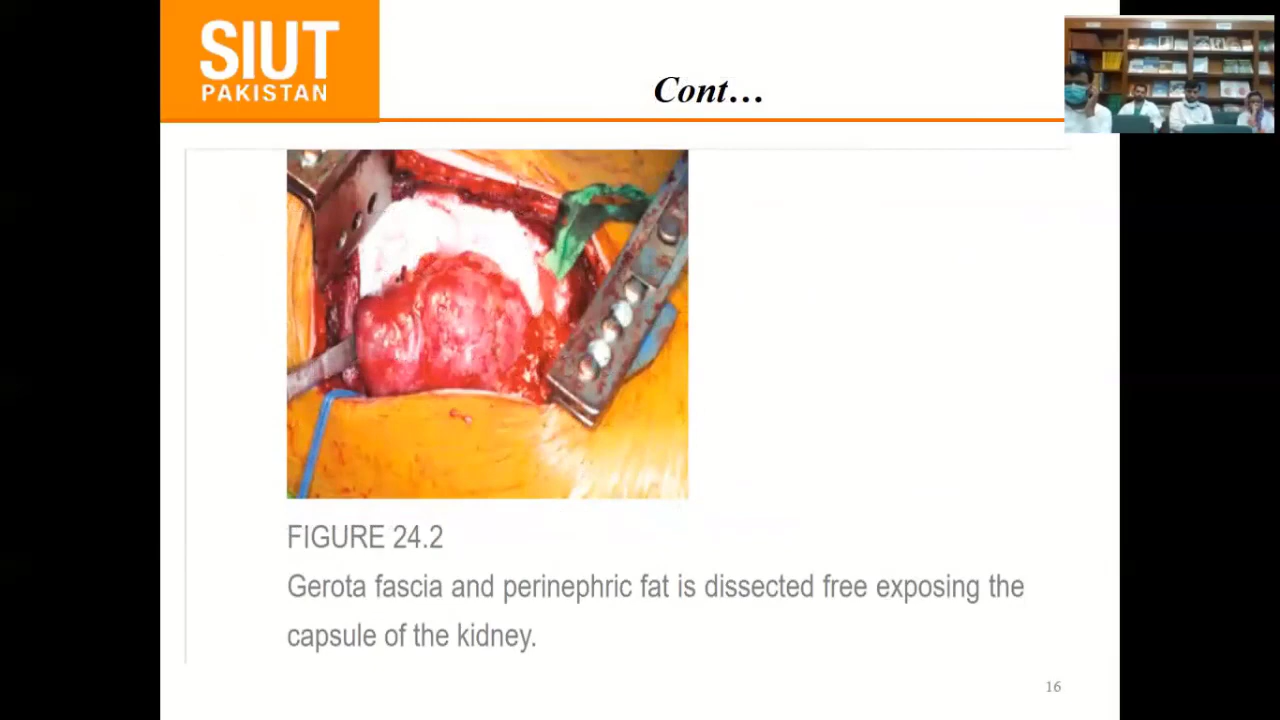 SIUT
PAKISTAN
Cont...
FIGURE 24.2
Gerota fascia and perinephric fat is dissected free exposing the
capsule of the kidney.
16